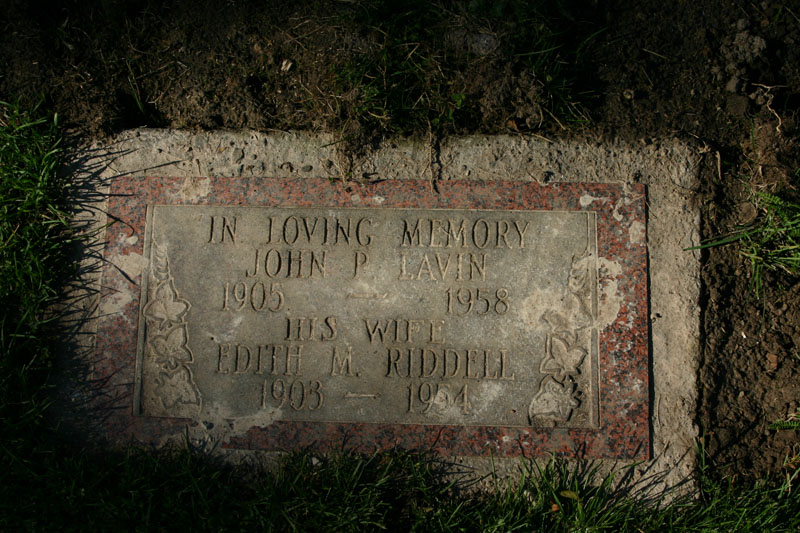 IN LOVING MEMORY
JOHN P. LAVIN
1905 — 1958
HIS WIFE
EDITH M. RIDDELL
1903 — 1954